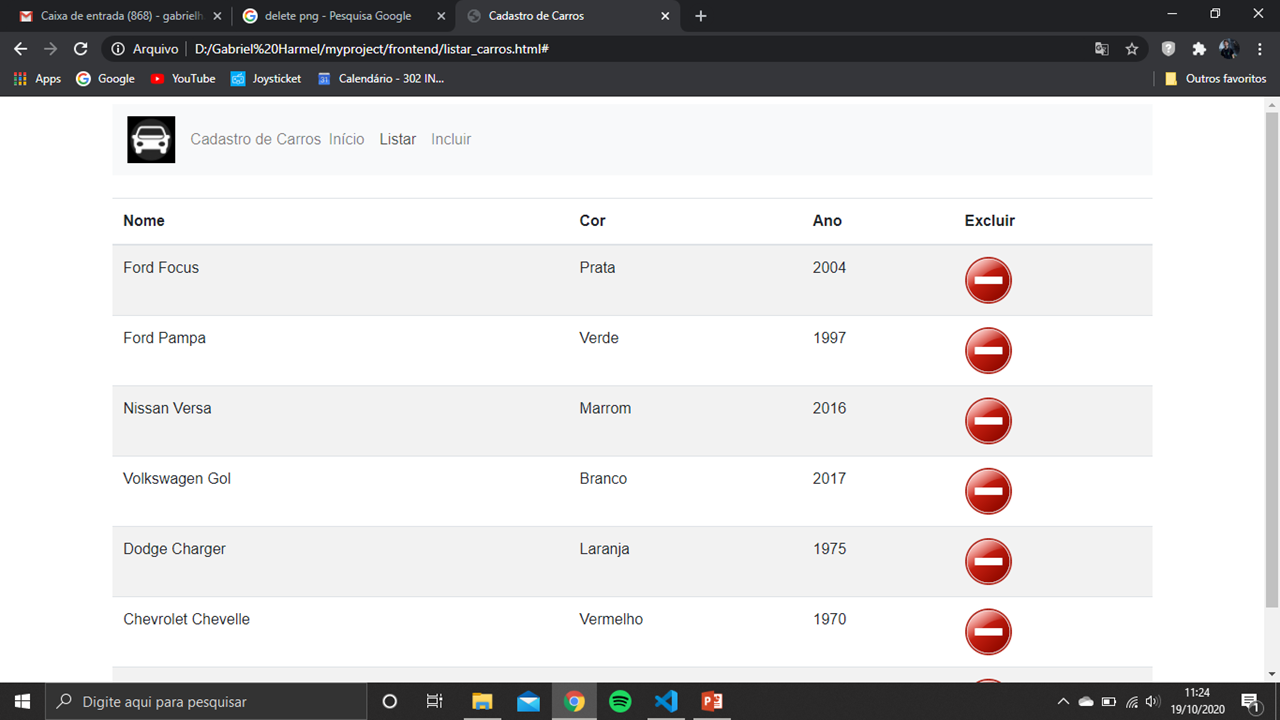 Caixa de entrada (868) - gabrielh
delete png - Pesquisa Google
Cadastro de Carros
Arquivo D:/Gabriel%20Harmel/myproject/frontend/listar_carros.html#
Apps Google YouTube Joysticket Calendário - 302 IN... Outros favoritos
Cadastro de Carros Início Listar Incluir
Nome Cor Ano Excluir
Ford Focus Prata 2004
Ford Pampa Verde 1997
Nissan Versa Marrom 2016
Volkswagen Gol Branco 2017
Dodge Charger Laranja 1975
Chevrolet Chevelle Vermelho 1970
Digite aqui para pesquisar
11:24
19/10/2020
1